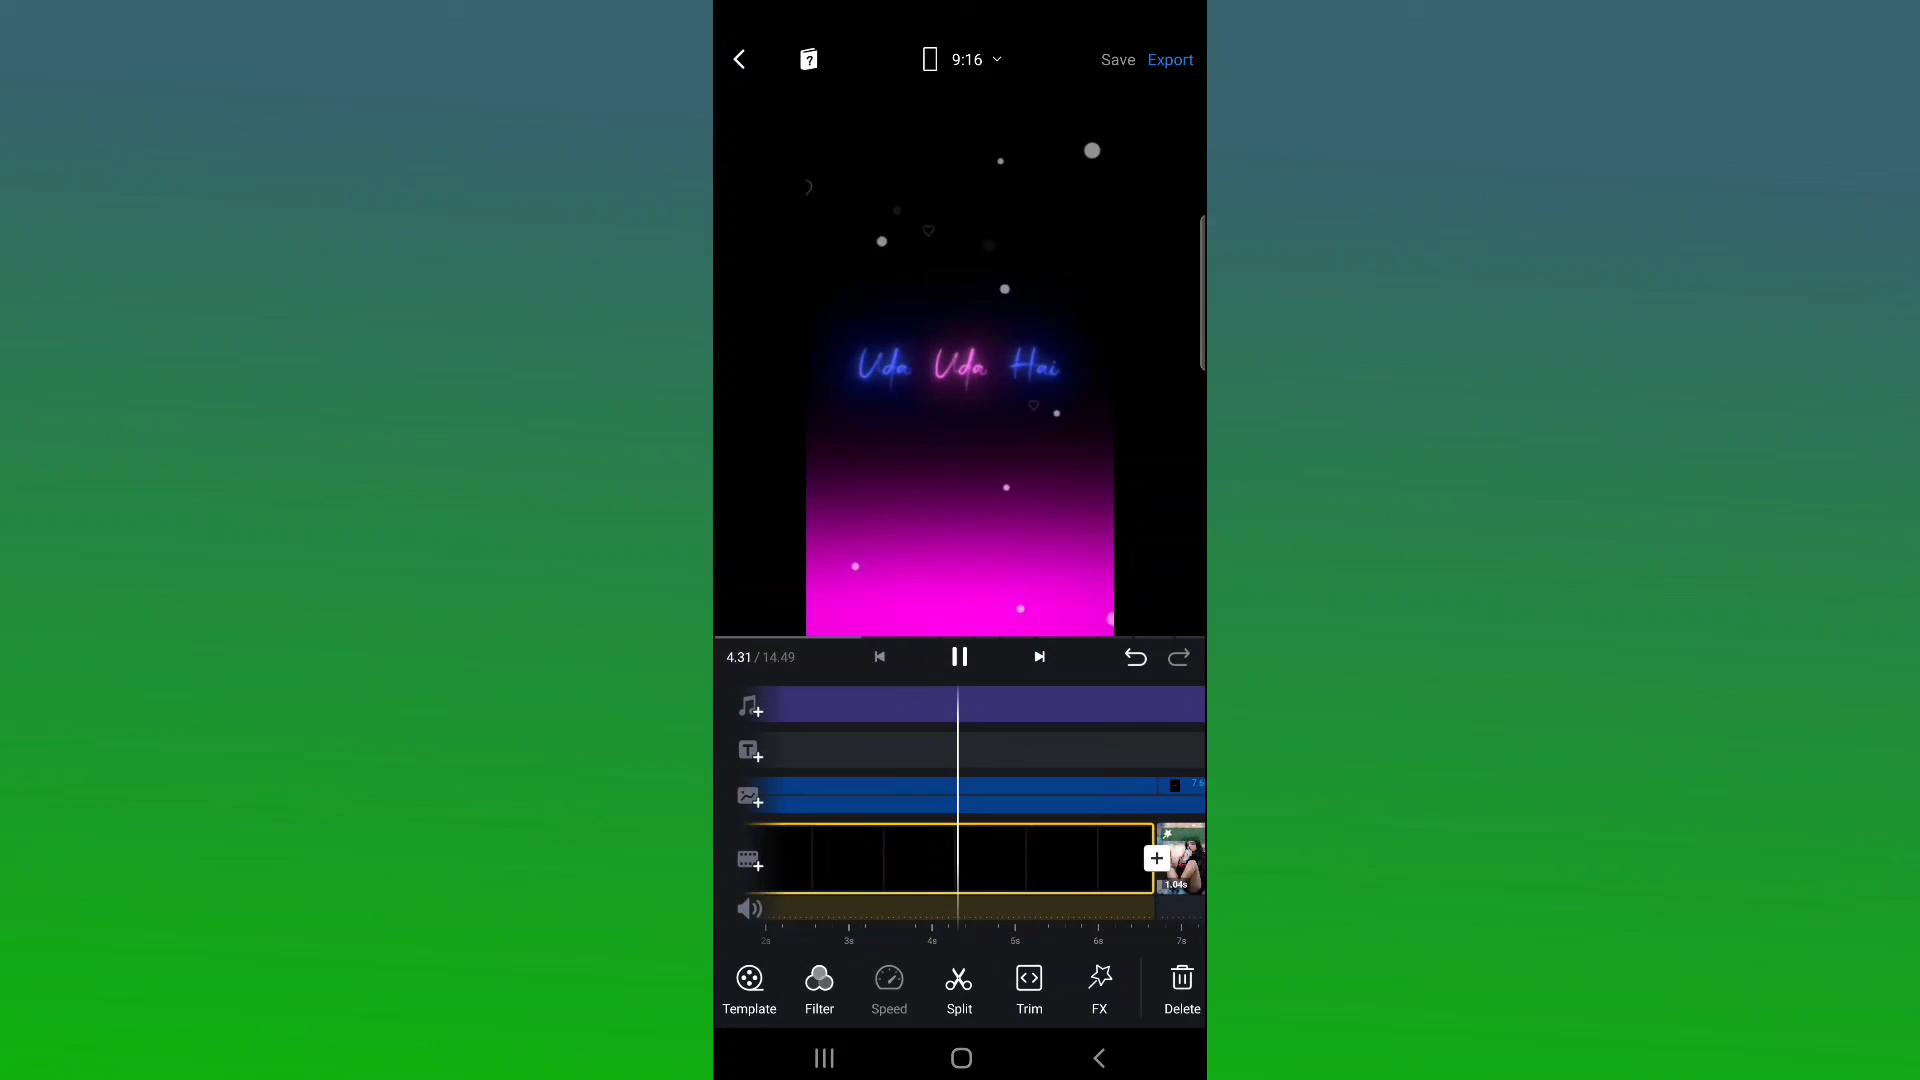 9:16
Save
Export
Uda Uda Hai
4.31 / 14.49
1.04s
2s 3s 4s 5s 6s 7s
Template Filter Speed Split Trim FX Delete